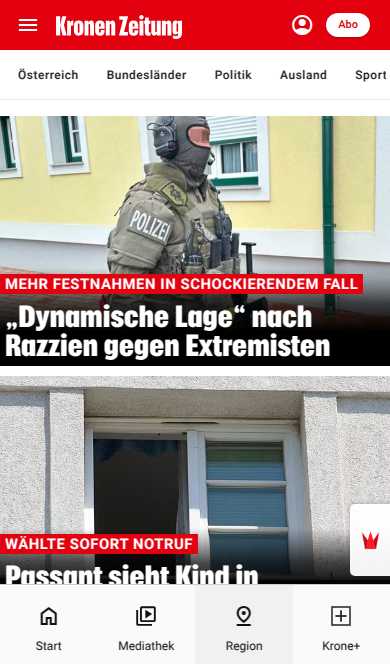 Kronen Zeitung
Abo
Österreich Bundesländer Politik Ausland Sport
POLIZEI
MEHR FESTNAHMEN IN SCHOCKIERENDEM FALL
„Dynamische Lage“ nach
Razzien gegen Extremisten
WÄHLTE SOFORT NOTRUF
Passant sieht Kind in
Start Mediathek Region Krone+